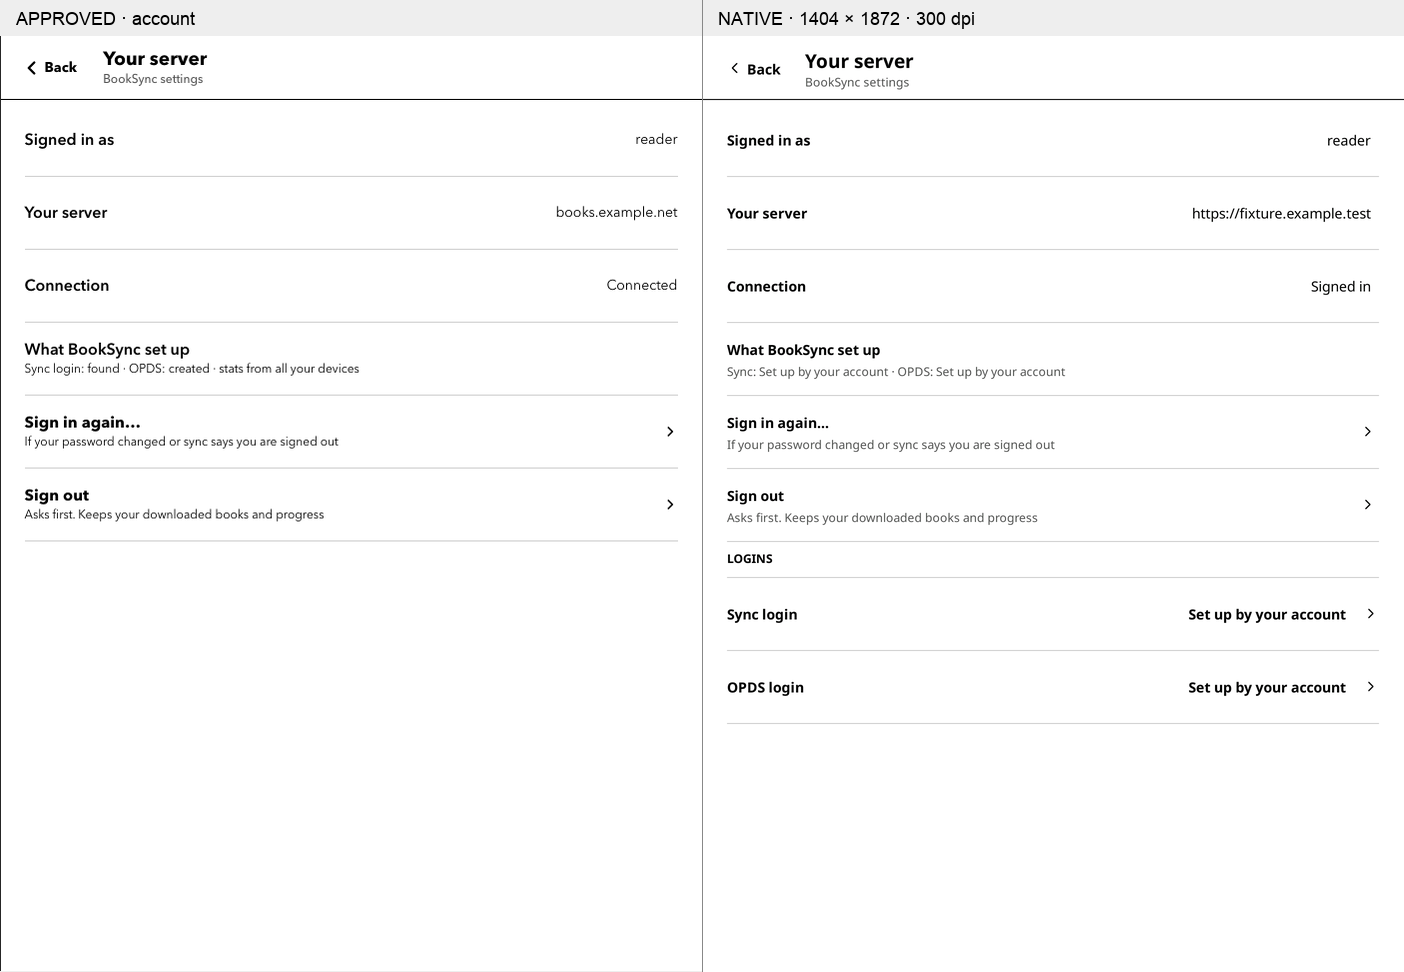 APPROVED · account
Back
Your server
BookSync settings
Signed in as
reader
Your server
books.example.net
Connection
Connected
What BookSync set up
Sync login: found · OPDS: created · stats from all your devices
Sign in again...
If your password changed or sync says you are signed out
Sign out
Asks first. Keeps your downloaded books and progress
NATIVE · 1404 × 1872 · 300 dpi
Back
Your server
BookSync settings
Signed in as
reader
Your server
https://fixture.example.test
Connection
Signed in
What BookSync set up
Sync: Set up by your account · OPDS: Set up by your account
Sign in again...
If your password changed or sync says you are signed out
Sign out
Asks first. Keeps your downloaded books and progress
LOGINS
Sync login
Set up by your account
OPDS login
Set up by your account